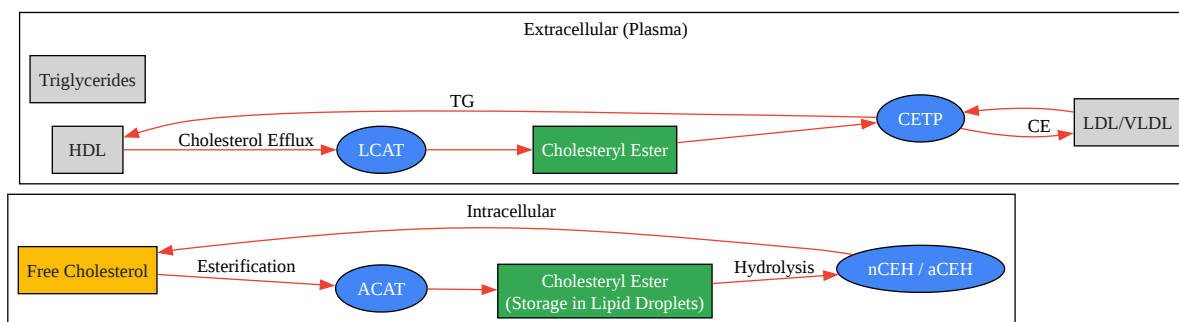 Extracellular (Plasma)
Triglycerides
TG
CETP
LDL/VLDL
HDL
Cholesterol Efflux
LCAT
Cholesteryl Ester
CE
Intracellular
Free Cholesterol
Esterification
ACAT
Cholesteryl Ester
(Storage in Lipid Droplets)
Hydrolysis
nCEH / aCEH